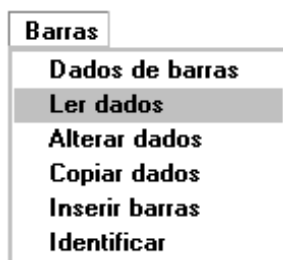 Barras
Dados de barras
Ler dados
Alterar dados
Copiar dados
Inserir barras
Identificar